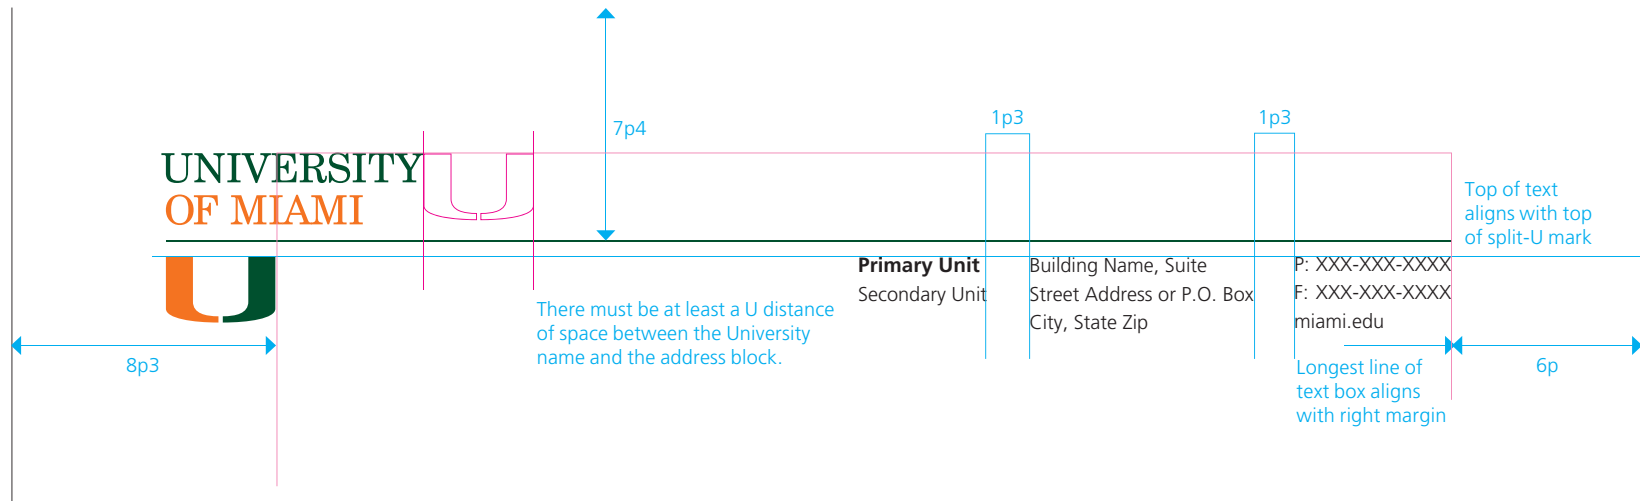 7p4
1p3
1p3
UNIVERSITY
OF MIAMI
Top of text
aligns with top
of split-U mark
Primary Unit
Secondary Unit
Building Name, Suite
Street Address or P.O. Box
City, State Zip
P: XXX-XXX-XXXX
F: XXX-XXX-XXXX
miami.edu
There must be at least a U distance
of space between the University
name and the address block.
8p3
6p
Longest line of
text box aligns
with right margin